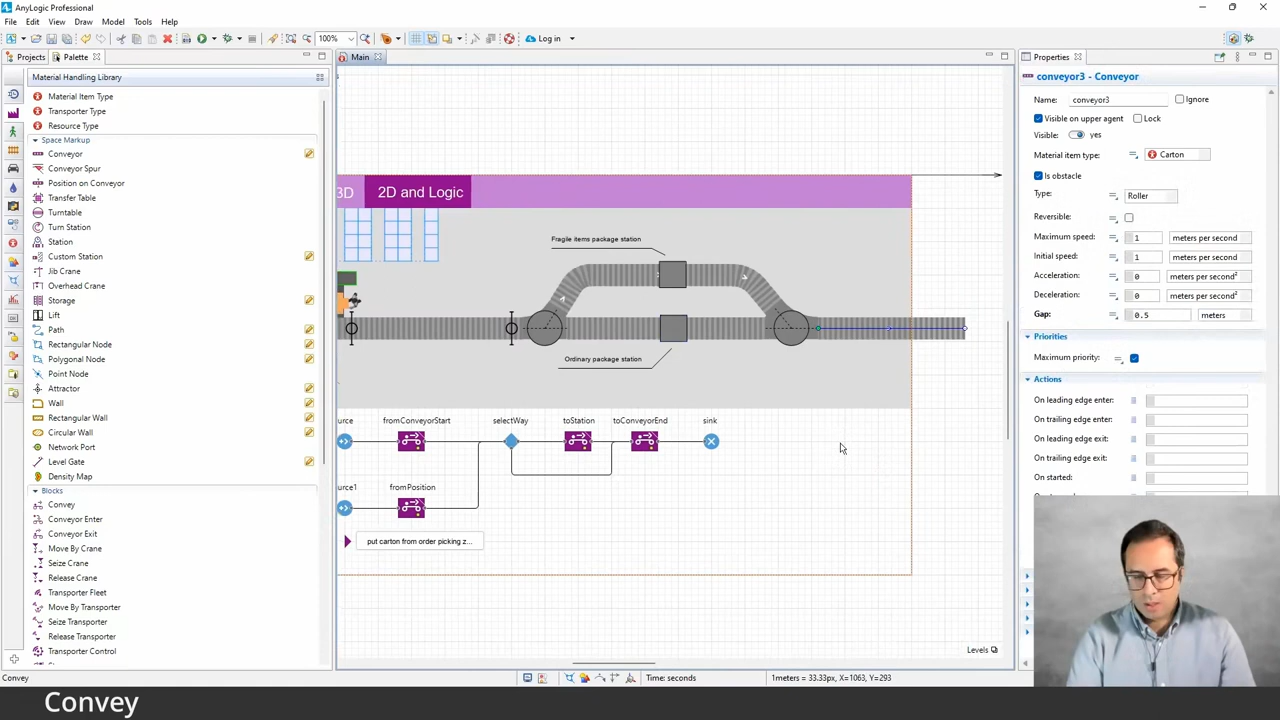 AnyLogic Professional
File Edit View Draw Model Tools Help
100% Log in
Projects Palette Main Properties
Material Handling Library
Material Item Type
Transporter Type
Resource Type
Space Markup
Conveyor
Conveyor Spur
Position on Conveyor
Transfer Table
Turntable
Turn Station
Station
Custom Station
Jib Crane
Overhead Crane
Storage
Lift
Path
Rectangular Node
Polygonal Node
Point Node
Attractor
Wall
Rectangular Wall
Circular Wall
Network Port
Level Gate
Density Map
Blocks
Convey
Conveyor Enter
Conveyor Exit
Move By Crane
Seize Crane
Release Crane
Transporter Fleet
Move By Transporter
Seize Transporter
Release Transporter
Transporter Control
3D 2D and Logic
Fragile items package station
Ordinary package station
urce fromConveyorStart selectWay toStation toConveyorEnd sink
urce1 fromPosition
put carton from order picking z...
Levels
conveyor3 - Conveyor
Name: conveyor3 Ignore
Visible on upper agent Lock
Visible: yes
Material item type: Carton
Is obstacle
Type: Roller
Reversible:
Maximum speed: 1 meters per second
Initial speed: 1 meters per second
Acceleration: 0 meters per second²
Deceleration: 0 meters per second²
Gap: 0.5 meters
Priorities
Maximum priority:
Actions
On leading edge enter:
On trailing edge enter:
On leading edge exit:
On trailing edge exit:
On started:
Convey Time: seconds 1meters = 33.33px, X=1063, Y=293
Convey